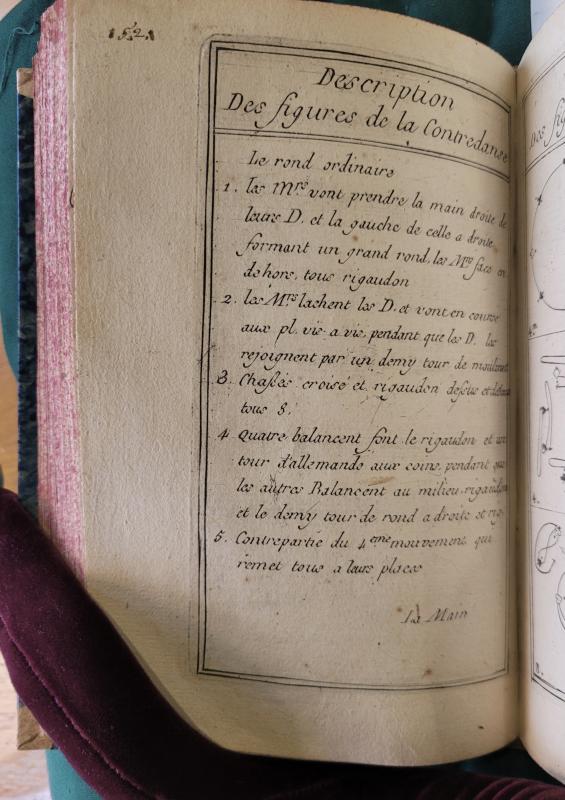 .52.
Description
Des figures de la Contredanse
Le rond ordinaire
1. les Mrs vont prendre la main droite de
leurs D. et la gauche de celle a droite
formant un grand rond, les Mrs face en
dehors, tous rigaudon
2. les Mrs lachent les D. et vont en course
aux pl. vis a vis, pendant que les D. les
rejoignent par un demy tour de moulinet
3. Chassés croisé et rigaudon dessus et
tous 8.
4 quatre balancent font le rigaudon et un
tour d'allemande aux coins, pendant que
les autres Balancent au milieu, rigaudon
et le demy tour de rond a droite et rig.
5. Contrepartie du 4eme mouvement qui
remet tous a leurs places
La Main
Des fig